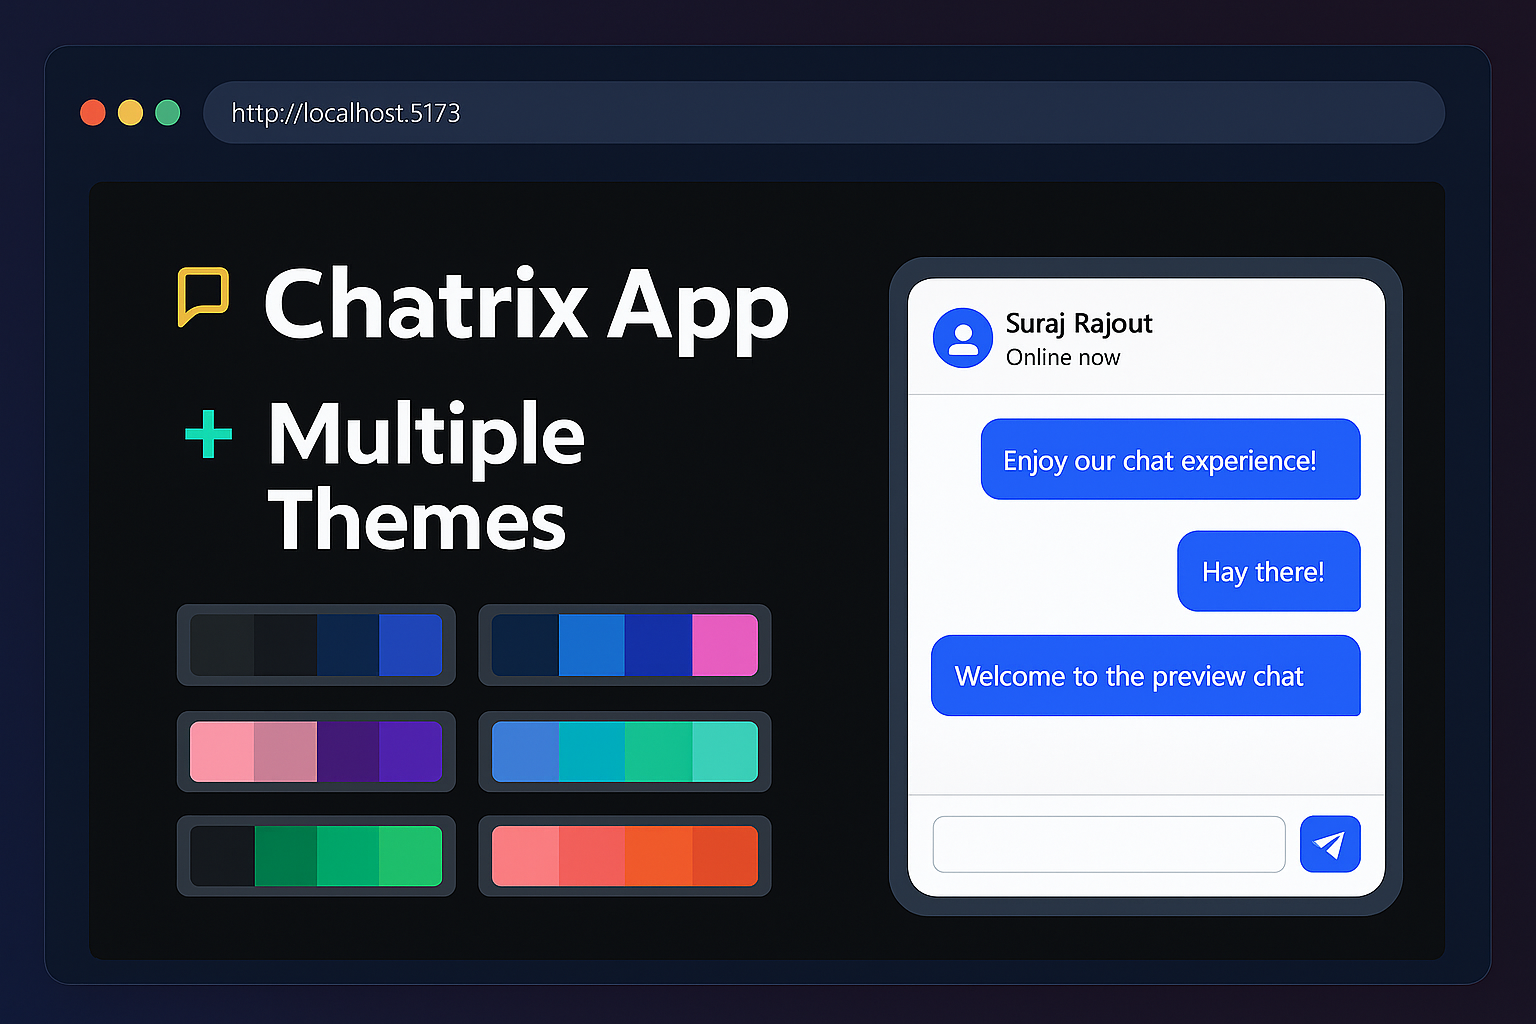 http://localhost.5173
Chatrix App
Multiple
Themes
Suraj Rajout
Online now
Enjoy our chat experience!
Hay there!
Welcome to the preview chat